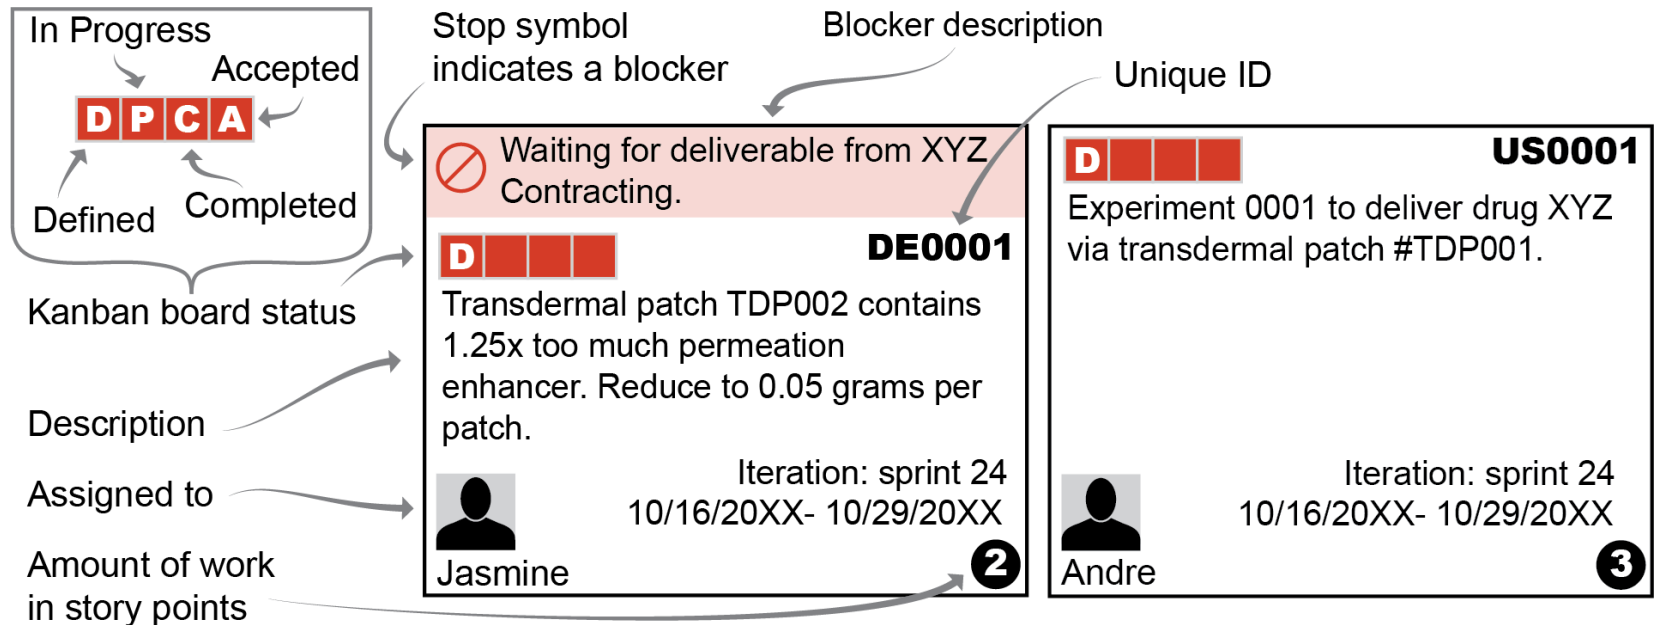 In Progress
Accepted
D P C A
Defined
Completed
Kanban board status
Description
Assigned to
Amount of work
in story points
Stop symbol
indicates a blocker
Blocker description
Unique ID
Waiting for deliverable from XYZ
Contracting.
D
DE0001
Transdermal patch TDP002 contains
1.25x too much permeation
enhancer. Reduce to 0.05 grams per
patch.
Iteration: sprint 24
10/16/20XX- 10/29/20XX
Jasmine
2
D
US0001
Experiment 0001 to deliver drug XYZ
via transdermal patch #TDP001.
Iteration: sprint 24
10/16/20XX- 10/29/20XX
Andre
3